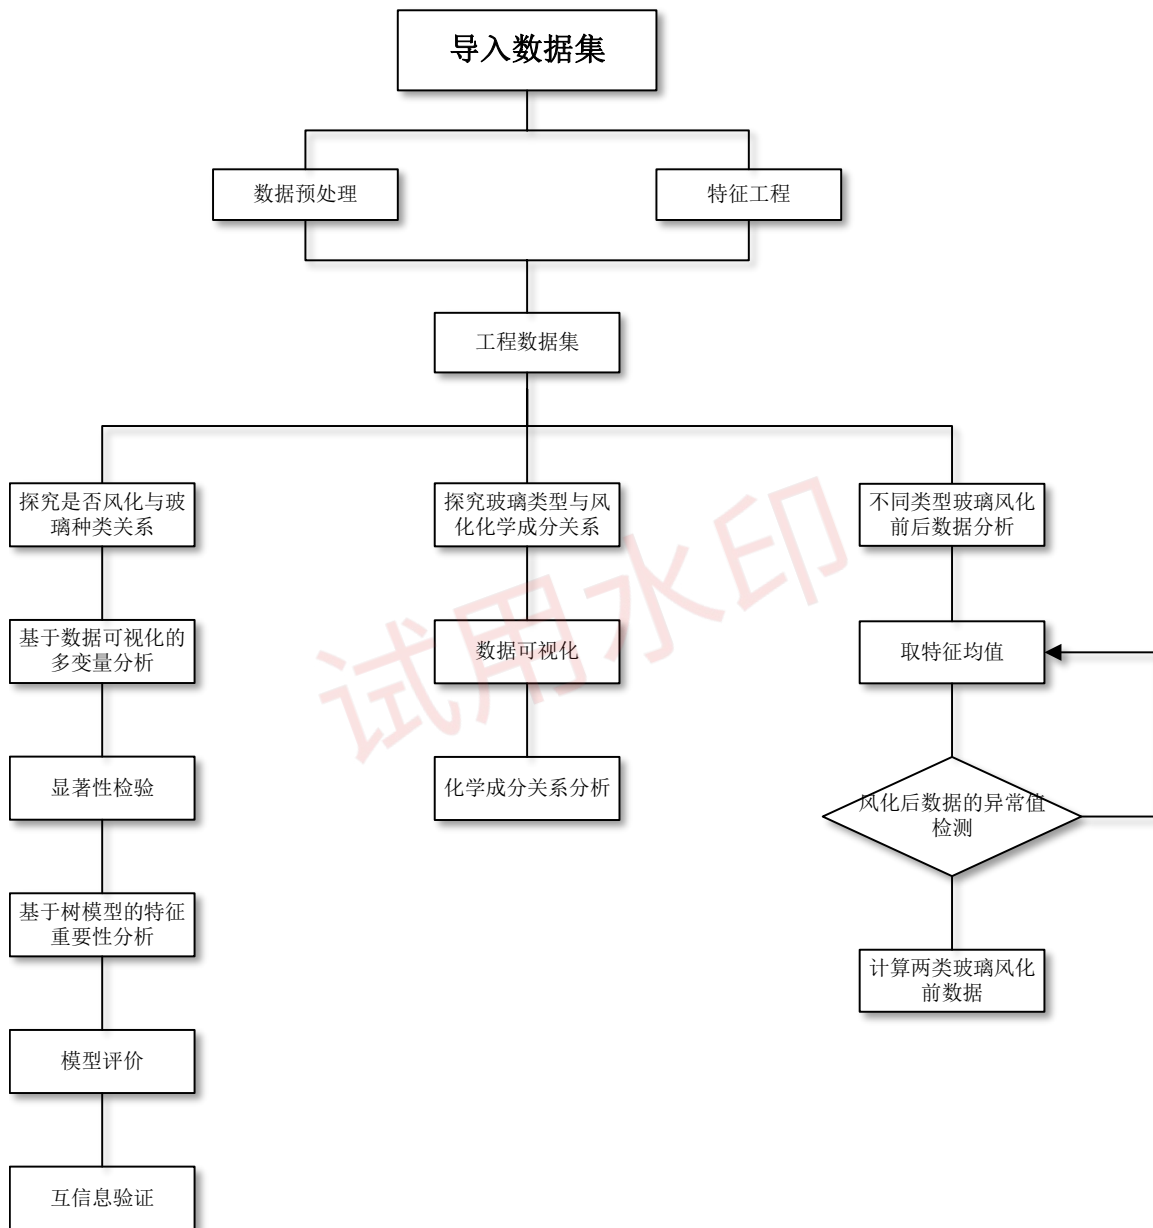 导入数据集
数据预处理
特征工程
工程数据集
探究是否风化与玻
璃种类关系
探究玻璃类型与风
化化学成分关系
不同类型玻璃风化
前后数据分析
基于数据可视化的
多变量分析
数据可视化
取特征均值
显著性检验
化学成分关系分析
风化后数据的异常值
检测
基于树模型的特征
重要性分析
计算两类玻璃风化
前数据
模型评价
互信息验证
试用水印